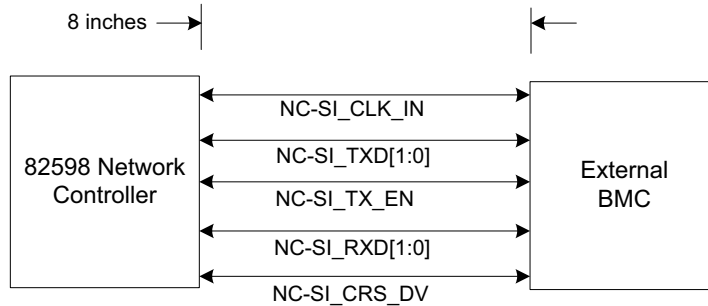 8 inches
82598 Network
Controller
NC-SI_CLK_IN
NC-SI_TXD[1:0]
NC-SI_TX_EN
NC-SI_RXD[1:0]
NC-SI_CRS_DV
External
BMC